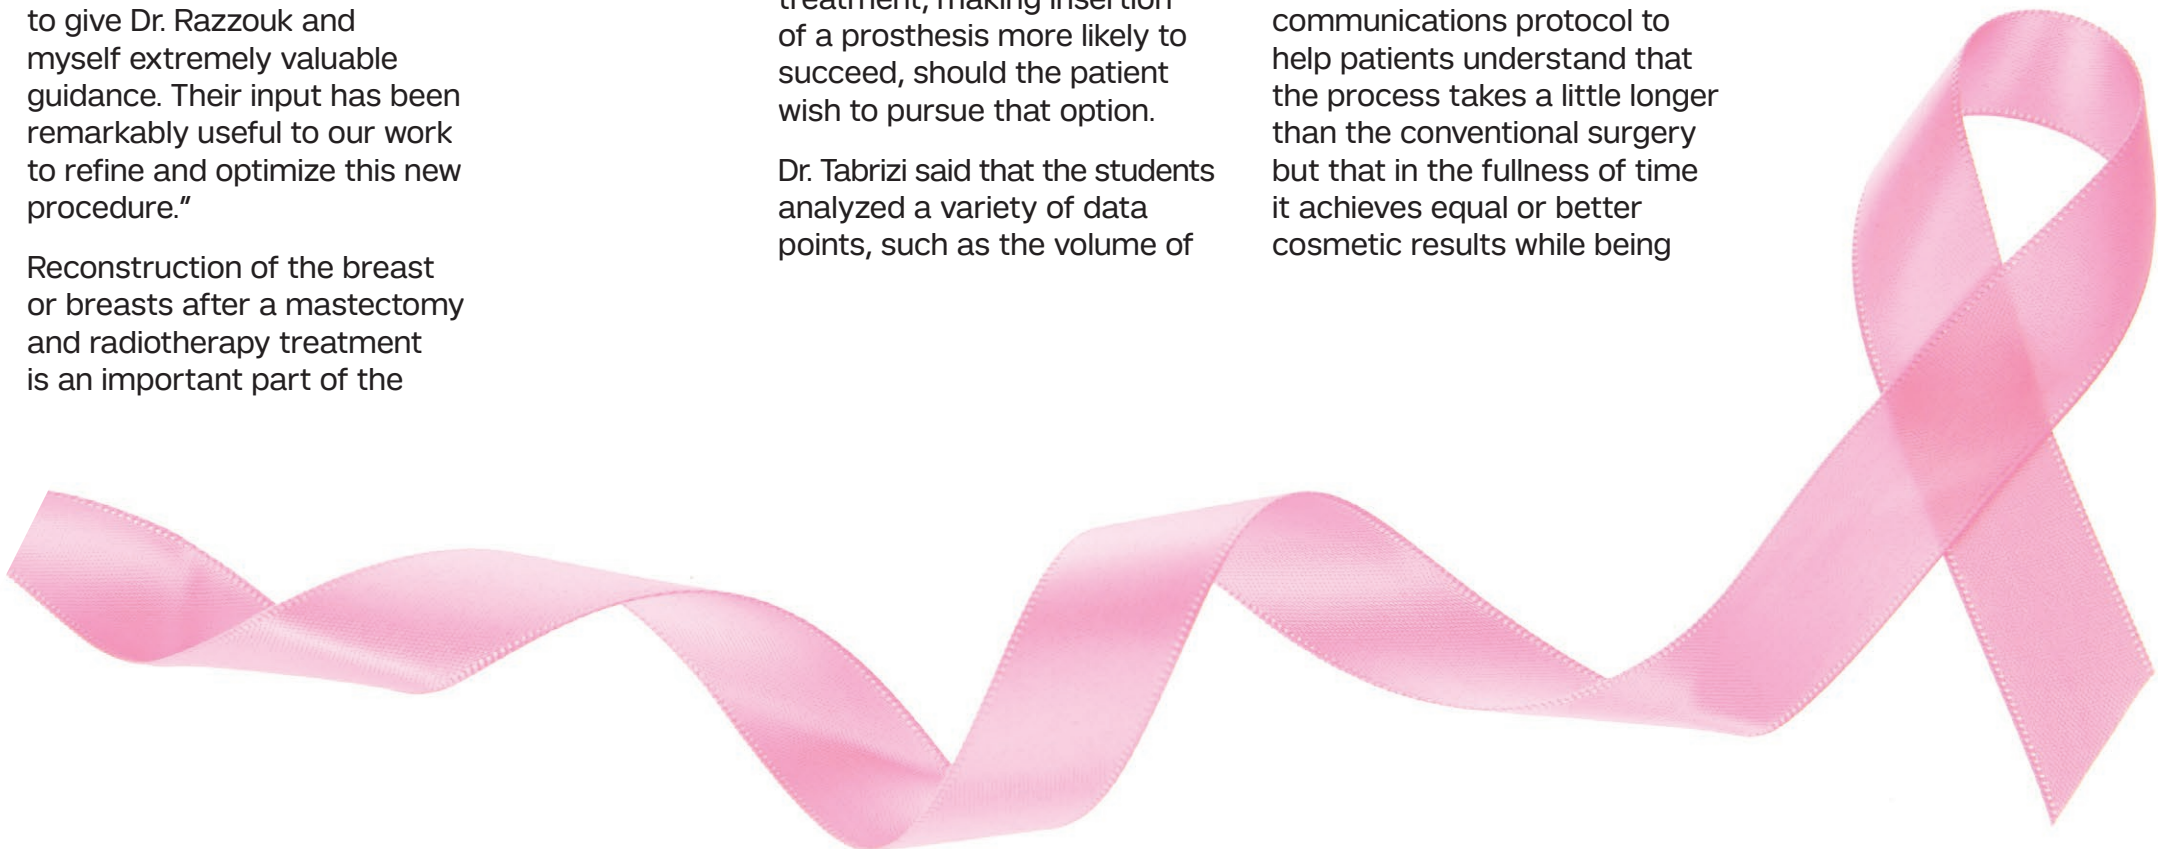 to give Dr. Razzouk and
myself extremely valuable
guidance. Their input has been
remarkably useful to our work
to refine and optimize this new
procedure.”
Reconstruction of the breast
or breasts after a mastectomy
and radiotherapy treatment
is an important part of the
treatment, making insertion
of a prosthesis more likely to
succeed, should the patient
wish to pursue that option.
Dr. Tabrizi said that the students
analyzed a variety of data
points, such as the volume of
communications protocol to
help patients understand that
the process takes a little longer
than the conventional surgery
but that in the fullness of time
it achieves equal or better
cosmetic results while being